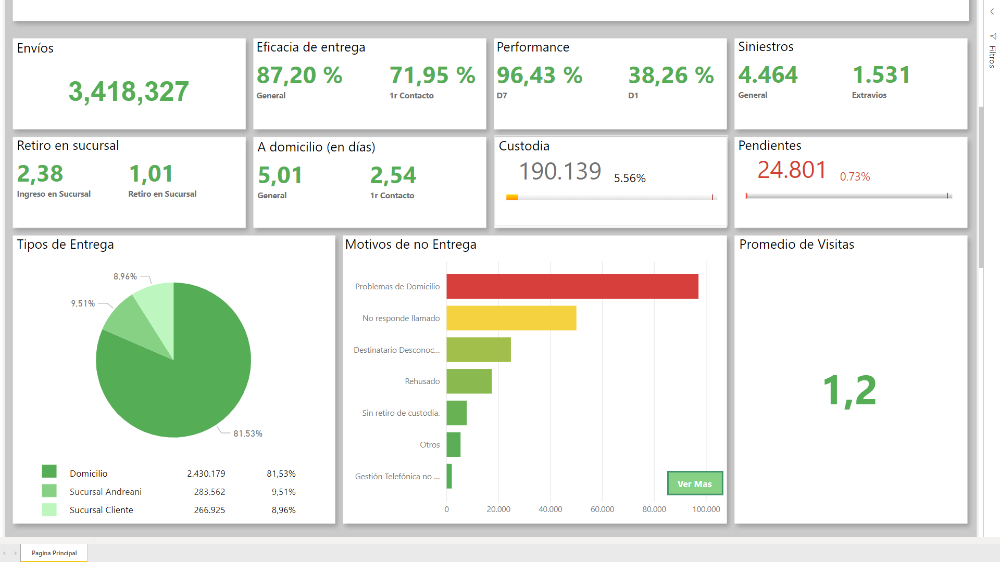 Envíos
3,418,327
Eficacia de entrega
87,20 % 71,95 %
General 1r Contacto
Performance
96,43 % 38,26 %
D7 D1
Siniestros
4.464 1.531
General Extravios
Filtros
Retiro en sucursal
2,38 1,01
Ingreso en Sucursal Retiro en Sucursal
A domicilio (en días)
5,01 2,54
General 1r Contacto
Custodia
190.139 5.56%
Pendientes
24.801 0.73%
Tipos de Entrega
8,96%
9,51%
81,53%
Domicilio 2.430.179 81,53%
Sucursal Andreani 283.562 9,51%
Sucursal Cliente 266.925 8,96%
Motivos de no Entrega
Problemas de Domicilio
No responde llamado
Destinatario Desconoc...
Rehusado
Sin retiro de custodia.
Otros
Gestión Telefónica no ...
Ver Mas
0 20.000 40.000 60.000 80.000 100.000
Promedio de Visitas
1,2
Pagina Principal